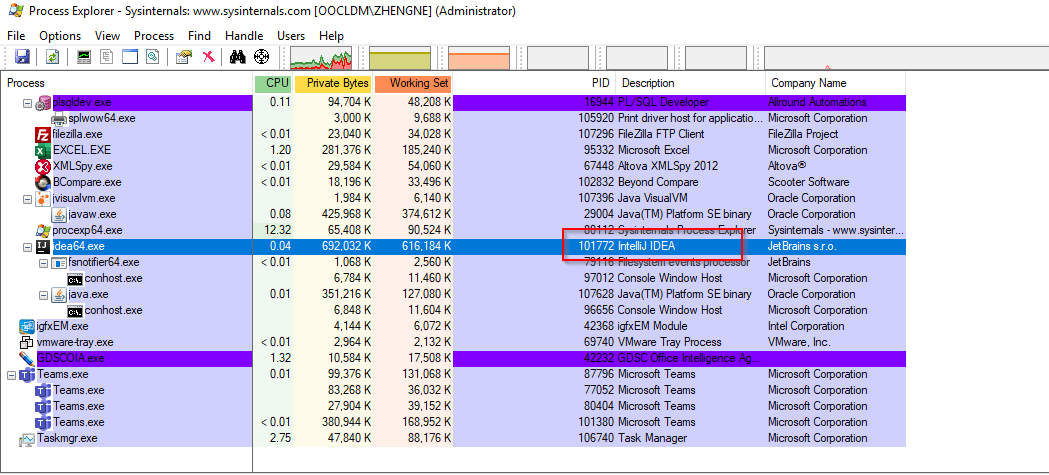 Process Explorer - Sysinternals: www.sysinternals.com [OOCLDM\ZHENGNE] (Administrator)
File Options View Process Find Handle Users Help
Process CPU Private Bytes Working Set PID Description Company Name
plsqldev.exe 0.11 94,704 K 48,208 K 16944 PL/SQL Developer Allround Automations
splwow64.exe 3,000 K 9,688 K 105920 Print driver host for applicatio... Microsoft Corporation
filezilla.exe < 0.01 23,040 K 34,028 K 107296 FileZilla FTP Client FileZilla Project
EXCEL.EXE 1.20 281,376 K 185,240 K 95332 Microsoft Excel Microsoft Corporation
XMLSpy.exe < 0.01 29,584 K 54,060 K 67448 Altova XMLSpy 2012 Altova®
BCompare.exe < 0.01 18,196 K 33,496 K 102832 Beyond Compare Scooter Software
jvisualvm.exe 1,984 K 6,140 K 107396 Java VisualVM Oracle Corporation
javaw.exe 0.08 425,968 K 374,612 K 29004 Java(TM) Platform SE binary Oracle Corporation
procexp64.exe 12.32 65,408 K 90,524 K 88112 Sysinternals Process Explorer Sysinternals - www.sysinter...
idea64.exe 0.04 692,032 K 616,184 K 101772 IntelliJ IDEA JetBrains s.r.o.
fsnotifier64.exe < 0.01 1,068 K 2,560 K 79116 Filesystem events processor JetBrains
conhost.exe 6,784 K 11,460 K 97012 Console Window Host Microsoft Corporation
java.exe 0.01 351,216 K 127,080 K 107628 Java(TM) Platform SE binary Oracle Corporation
conhost.exe 6,848 K 11,604 K 96656 Console Window Host Microsoft Corporation
igfxEM.exe 4,144 K 6,072 K 42368 igfxEM Module Intel Corporation
vmware-tray.exe < 0.01 2,964 K 2,132 K 69740 VMware Tray Process VMware, Inc.
GDSCOIA.exe 1.32 10,584 K 17,508 K 42232 GDSC Office Intelligence Ag...
Teams.exe 0.01 99,376 K 131,068 K 87796 Microsoft Teams Microsoft Corporation
Teams.exe 83,268 K 36,032 K 77052 Microsoft Teams Microsoft Corporation
Teams.exe 27,904 K 39,152 K 80404 Microsoft Teams Microsoft Corporation
Teams.exe < 0.01 380,944 K 168,952 K 101380 Microsoft Teams Microsoft Corporation
Taskmgr.exe 2.75 47,840 K 88,176 K 106740 Task Manager Microsoft Corporation